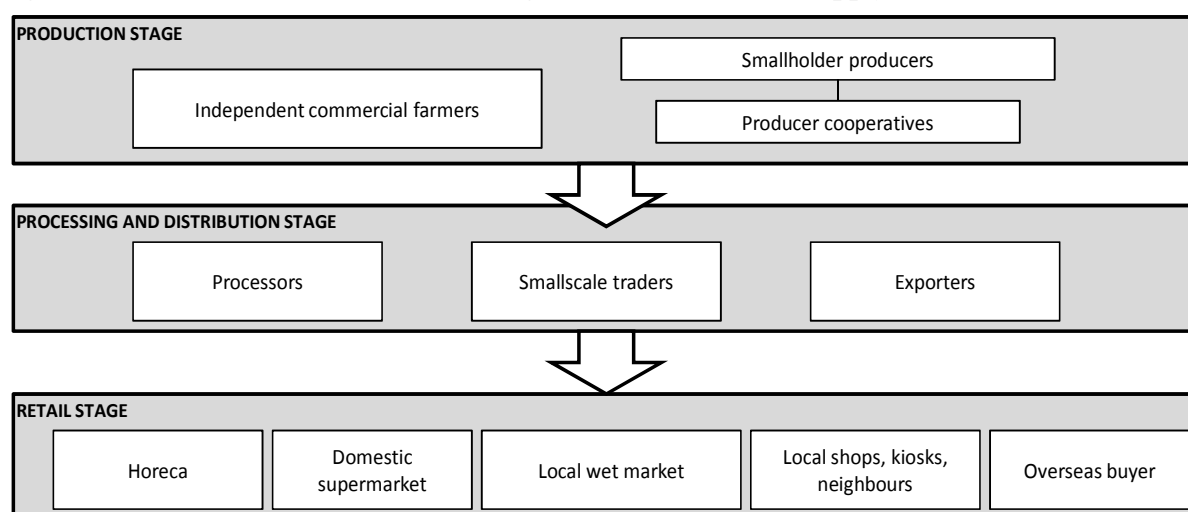 PRODUCTION STAGE
Smallholder producers
Independent commercial farmers
Producer cooperatives
PROCESSING AND DISTRIBUTION STAGE
Processors
Smallscale traders
Exporters
RETAIL STAGE
Horeca
Domestic
supermarket
Local wet market
Local shops, kiosks,
neighbours
Overseas buyer